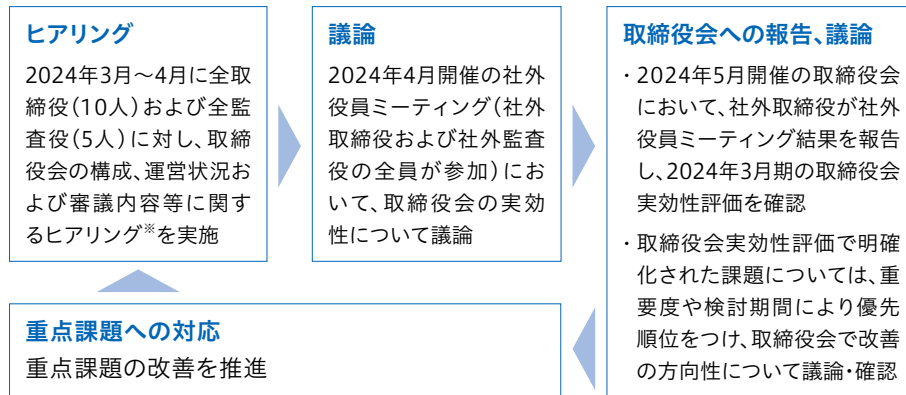 ヒアリング
2024年3月~4月に全取
締役(10人)および全監
査役(5人)に対し、取締
役会の構成、運営状況お
よび審議内容等に関す
るヒアリング※を実施
議論
2024年4月開催の社外
役員ミーティング(社外
取締役および社外監査
役の全員が参加)にお
いて、取締役会の実効
性について議論
取締役会への報告、議論
・2024年5月開催の取締役会
において、社外取締役が社外
役員ミーティング結果を報告
し、2024年3月期の取締役会
実効性評価を確認
・取締役会実効性評価で明確
化された課題については、重
要度や検討期間により優先
順位をつけ、取締役会で改善
の方向性について議論・確認
重点課題への対応
重点課題の改善を推進